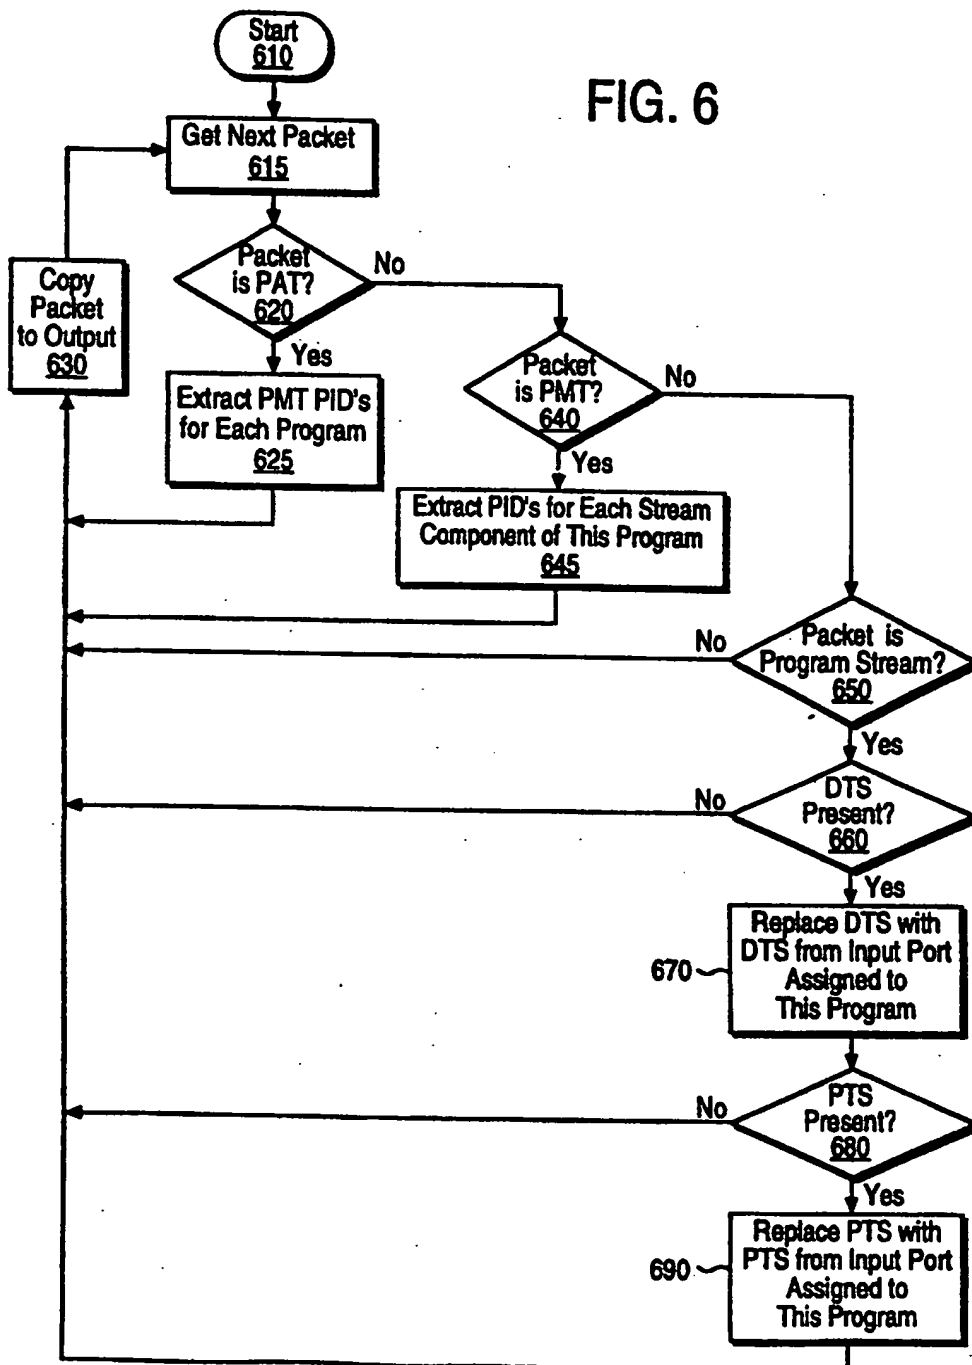 Start
610
FIG. 6
Get Next Packet
615
Packet
is PAT?
620
No
Yes
Copy
Packet
to Output
630
Extract PMT PID's
for Each Program
625
Packet
is PMT?
640
No
Yes
Extract PID's for Each Stream
Component of This Program
645
Packet is
Program Stream?
650
No
Yes
DTS
Present?
660
No
Yes
Replace DTS with
DTS from Input Port
Assigned to
This Program
670
PTS
Present?
680
No
Yes
Replace PTS with
PTS from Input Port
Assigned to
This Program
690